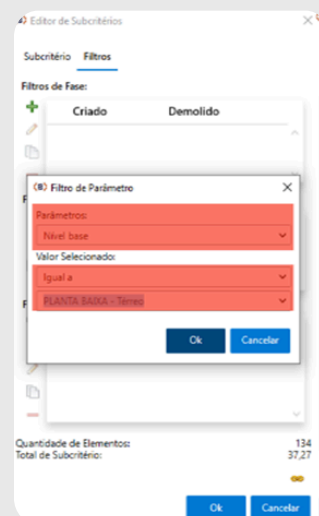 Editor de Subcritérios
Subcritério Filtros
Filtros de Fase:
Criado Demolido
Filtro de Parâmetro
Parâmetros:
Nível base
Valor Selecionado:
Igual a
PLANTA BAIXA - Térreo
Ok Cancelar
Quantidade de Elementos: 134
Total de Subcritério: 37,27
Ok Cancelar